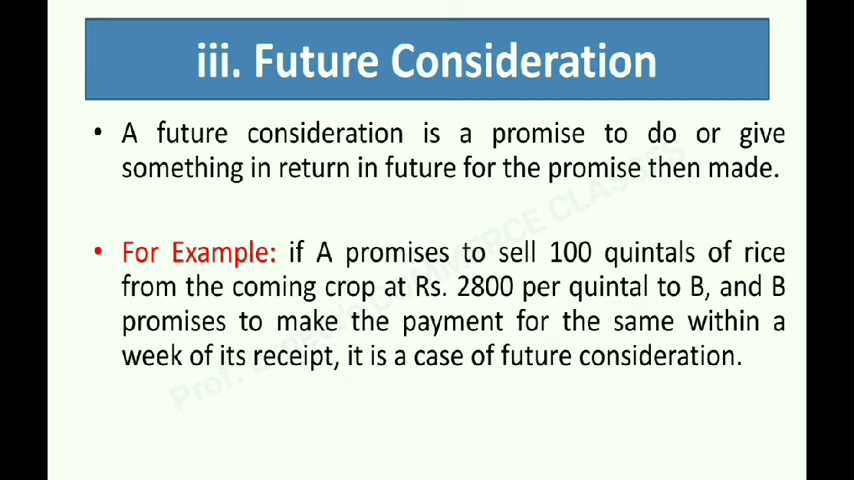 iii. Future Consideration
• A future consideration is a promise to do or give
something in return in future for the promise then made.
• For Example: if A promises to sell 100 quintals of rice
from the coming crop at Rs. 2800 per quintal to B, and B
promises to make the payment for the same within a
week of its receipt, it is a case of future consideration.
Prof. COMMERCE CLASSES